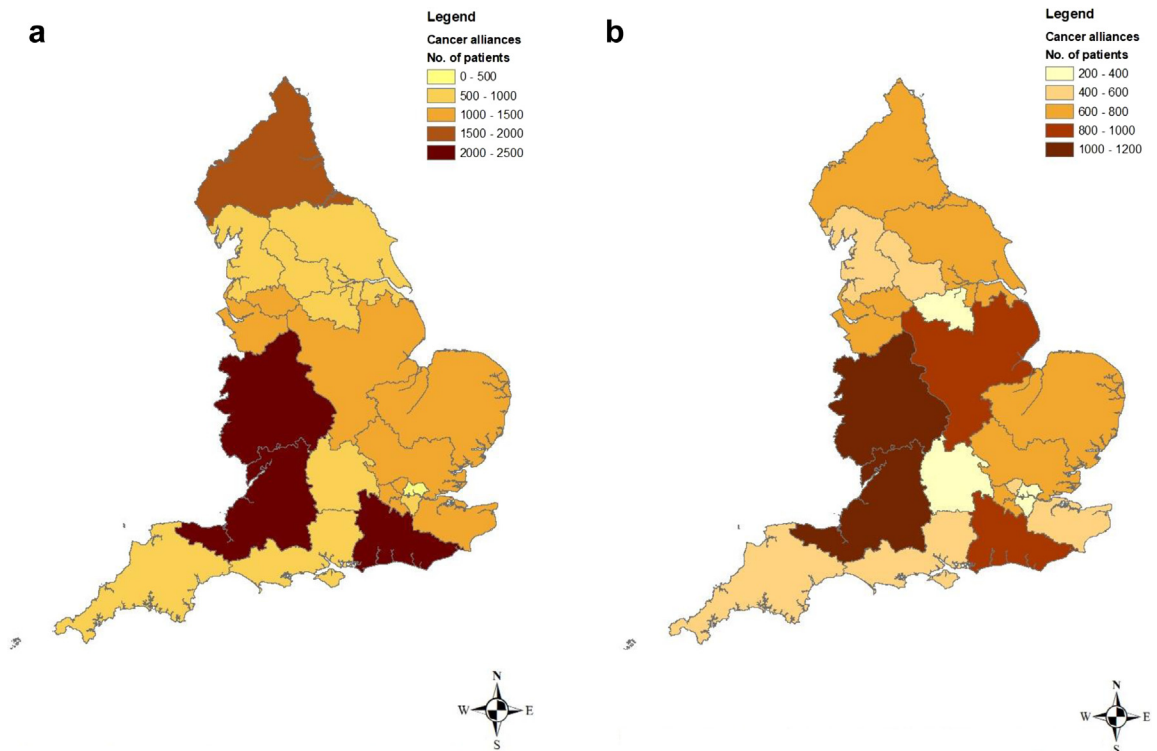 a
Legend
Cancer alliances
No. of patients
0 - 500
500 - 1000
1000 - 1500
1500 - 2000
2000 - 2500
N
W E
S
b
Legend
Cancer alliances
No. of patients
200 - 400
400 - 600
600 - 800
800 - 1000
1000 - 1200
N
W E
S